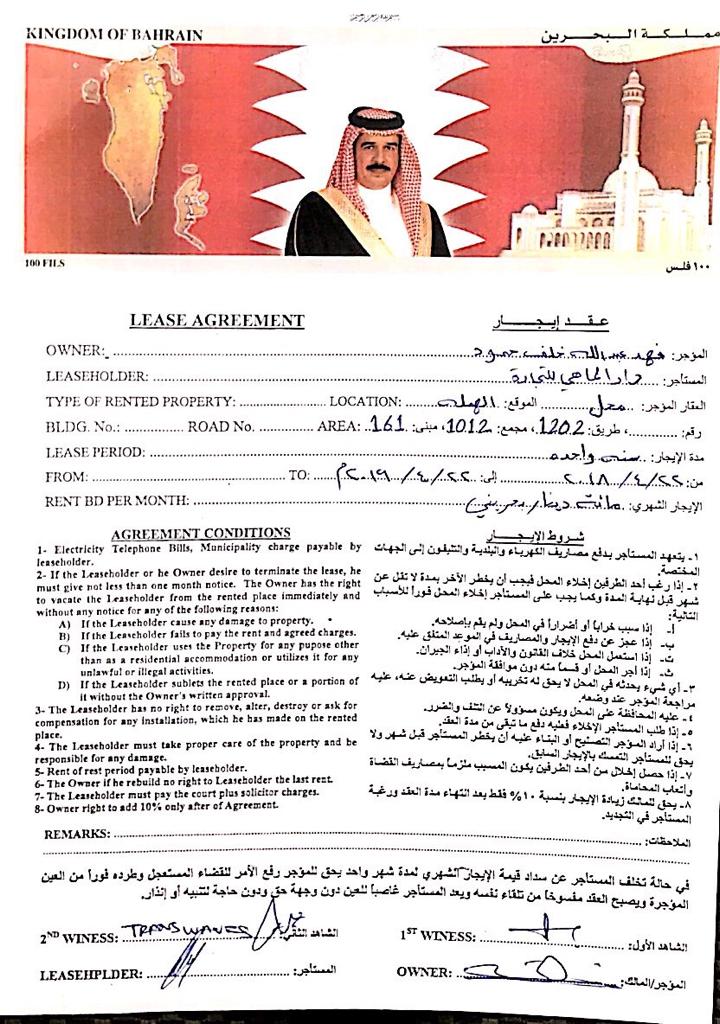 KINGDOM OF BAHRAIN
مملكة البحرين
100 FILS
١٠٠ فلس
LEASE AGREEMENT
عقد إيجار
OWNER: المؤجر: فهد عبدالله خلف حمود
LEASEHOLDER: المستاجر: دار الماهي للتجارة
TYPE OF RENTED PROPERTY: LOCATION: العقار المؤجر: محل الموقع: الهملة
BLDG. No.: ROAD No. AREA: رقم: ، طريق: 1202، مجمع: 1012، مبنى: 161
LEASE PERIOD: مدة الإيجار: سنة واحده
FROM: TO: من: ٢٠١٨/٤/٢٢ إلى: ٢٠١٩/٤/٢٢م
RENT BD PER MONTH: الإيجار الشهري: مائتـ دينار بحريني
AGREEMENT CONDITIONS
1- Electricity Telephone Bills, Municipality charge payable by
leaseholder.
2- If the Leaseholder or he Owner desire to terminate the lease, he
must give not less than one month notice. The Owner has the right
to vacate the Leaseholder from the rented place immediately and
without any notice for any of the following reasons:
A) If the Leaseholder cause any damage to property.
B) If the Leaseholder fails to pay the rent and agreed charges.
C) If the Leaseholder uses the Property for any pupose other
than as a residential accommodation or utilizes it for any
unlawful or illegal activities.
D) If the Leaseholder sublets the rented place or a portion of
it without the Owner's written approval.
3- The Leaseholder has no right to remove, alter, destroy or ask for
compensation for any installation, which he has made on the rented
place.
4- The Leaseholder must take proper care of the property and be
responsible for any damage.
5- Rent of rest period payable by leaseholder.
6- The Owner if he rebuild no right to Leaseholder the last rent.
7- The Leaseholder must pay the court plus solicitor charges.
8- Owner right to add 10% only after of Agreement.
شروط الإيجار
١- يتعهد المستاجر بدفع مصاريف الكهرباء والبلدية والتليفون إلى الجهات
المختصة.
٢- إذا رغب أحد الطرفين إخلاء المحل فيجب أن يخطر الآخر بمدة لا تقل عن
شهر قبل نهاية المدة وكما يجب على المستأجر إخلاء المحل فوراً للأسباب
التالية:
أ- إذا سبب خراباً أو أضراراً في المحل ولم يقم بإصلاحه.
ب- إذا عجز عن دفع الإيجار والمصاريف في الموعد المتفق عليه.
ت- إذا استعمل المحل خلاف القانون والآداب أو إذاء الجيران.
ث- إذا أجر المحل أو قسماً منه دون موافقة المؤجر.
٣- أي شيء يحدثه في المحل لا يحق له تخريبه أو يطلب التعويض عنه، عليه
مراجعة المؤجر عند وضعه.
٤- عليه المحافظة على المحل ويكون مسؤولاً عن التلف والضرر.
٥- إذا طلب المستأجر الإخلاء فعليه دفع ما تبقى من مدة العقد.
٦- إذا أراد المؤجر التصليح أو البناء عليه أن يخطر المستأجر قبل شهر ولا
يحق للمستأجر التمسك بالإيجار السابق.
٧- إذا حصل إخلال من أحد الطرفين يكون المسبب ملزماً بمصاريف القضاة
وأتعاب المحاماة.
٨- يحق للمالك زيادة الإيجار بنسبة ١٠% فقط بعد انتهاء مدة العقد ورغبة
المستأجر في التجديد.
REMARKS: الملاحظات:
في حالة تخلف المستاجر عن سداد قيمة الإيجار الشهري لمدة شهر واحد يحق للمؤجر رفع الأمر للقضاء المستعجل وطرده فوراً من العين
المؤجرة ويصبح العقد مفسوخاً من تلقاء نفسه ويعد المستاجر غاصباً للعين دون وجهة حق ودون حاجة لتنبيه أو إنذار.
2ND WINESS: TRANSWAVES الشاهد الثاني: 1ST WINESS: الشاهد الأول:
LEASEHPLDER: المستأجر: OWNER: المؤجر/المالك: